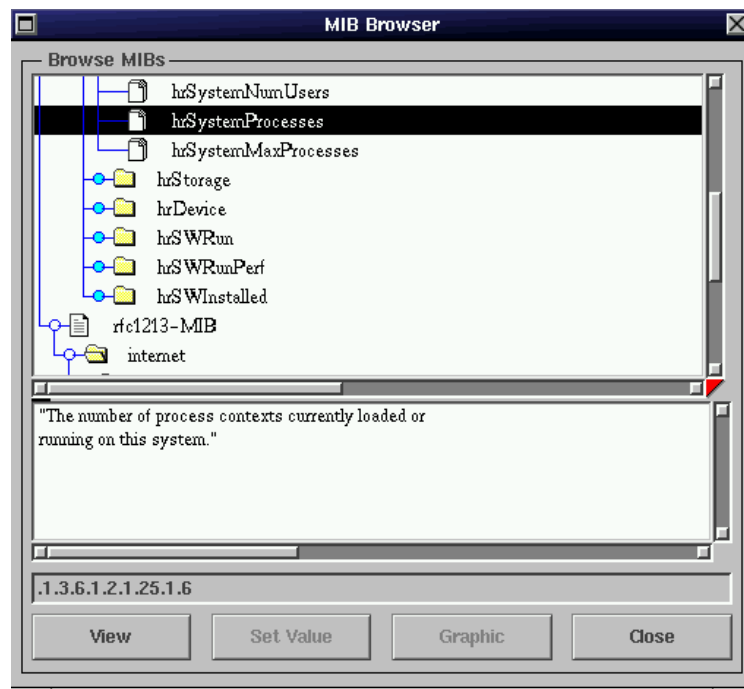 MIB Browser
Browse MIBs
hrSystemNumUsers
hrSystemProcesses
hrSystemMaxProcesses
hrStorage
hrDevice
hrSWRun
hrSWRunPerf
hrSWInstalled
rfc1213-MIB
internet
"The number of process contexts currently loaded or
running on this system."
.1.3.6.1.2.1.25.1.6
View Set Value Graphic Close